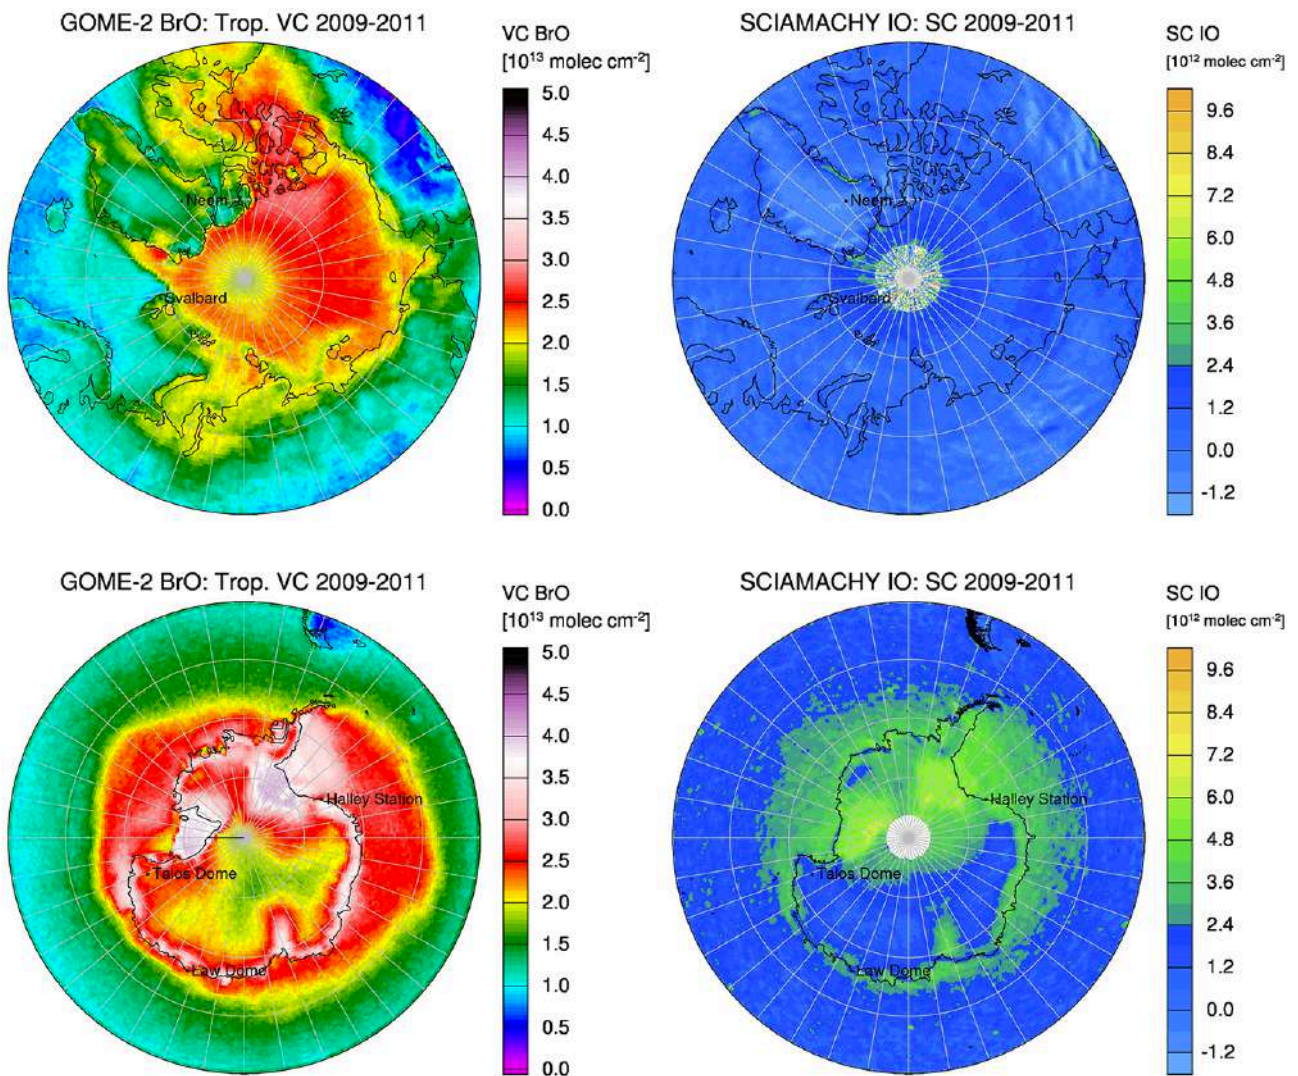 GOME-2 BrO: Trop. VC 2009-2011
VC BrO
[10¹³ molec cm⁻²]
5.0
4.5
4.0
3.5
3.0
2.5
2.0
1.5
1.0
0.5
0.0
Neem
Svalbard
SCIAMACHY IO: SC 2009-2011
SC IO
[10¹² molec cm⁻²]
9.6
8.4
7.2
6.0
4.8
3.6
2.4
1.2
0.0
-1.2
Neem
Svalbard
GOME-2 BrO: Trop. VC 2009-2011
VC BrO
[10¹³ molec cm⁻²]
5.0
4.5
4.0
3.5
3.0
2.5
2.0
1.5
1.0
0.5
0.0
Halley Station
Talos Dome
Law Dome
SCIAMACHY IO: SC 2009-2011
SC IO
[10¹² molec cm⁻²]
9.6
8.4
7.2
6.0
4.8
3.6
2.4
1.2
0.0
-1.2
Halley Station
Talos Dome
Law Dome